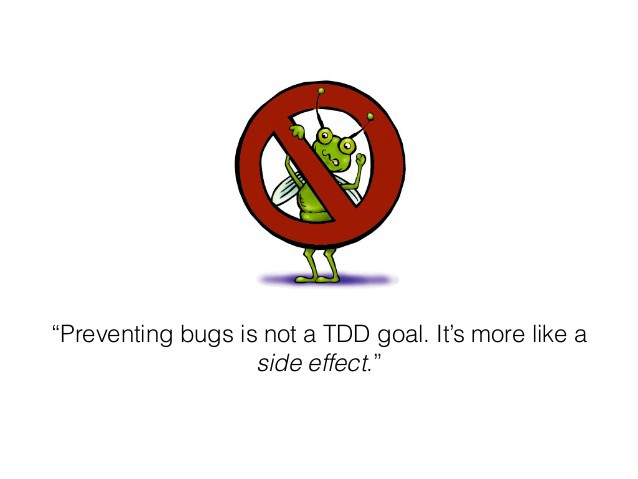 “Preventing bugs is not a TDD goal. It’s more like a
side effect.”